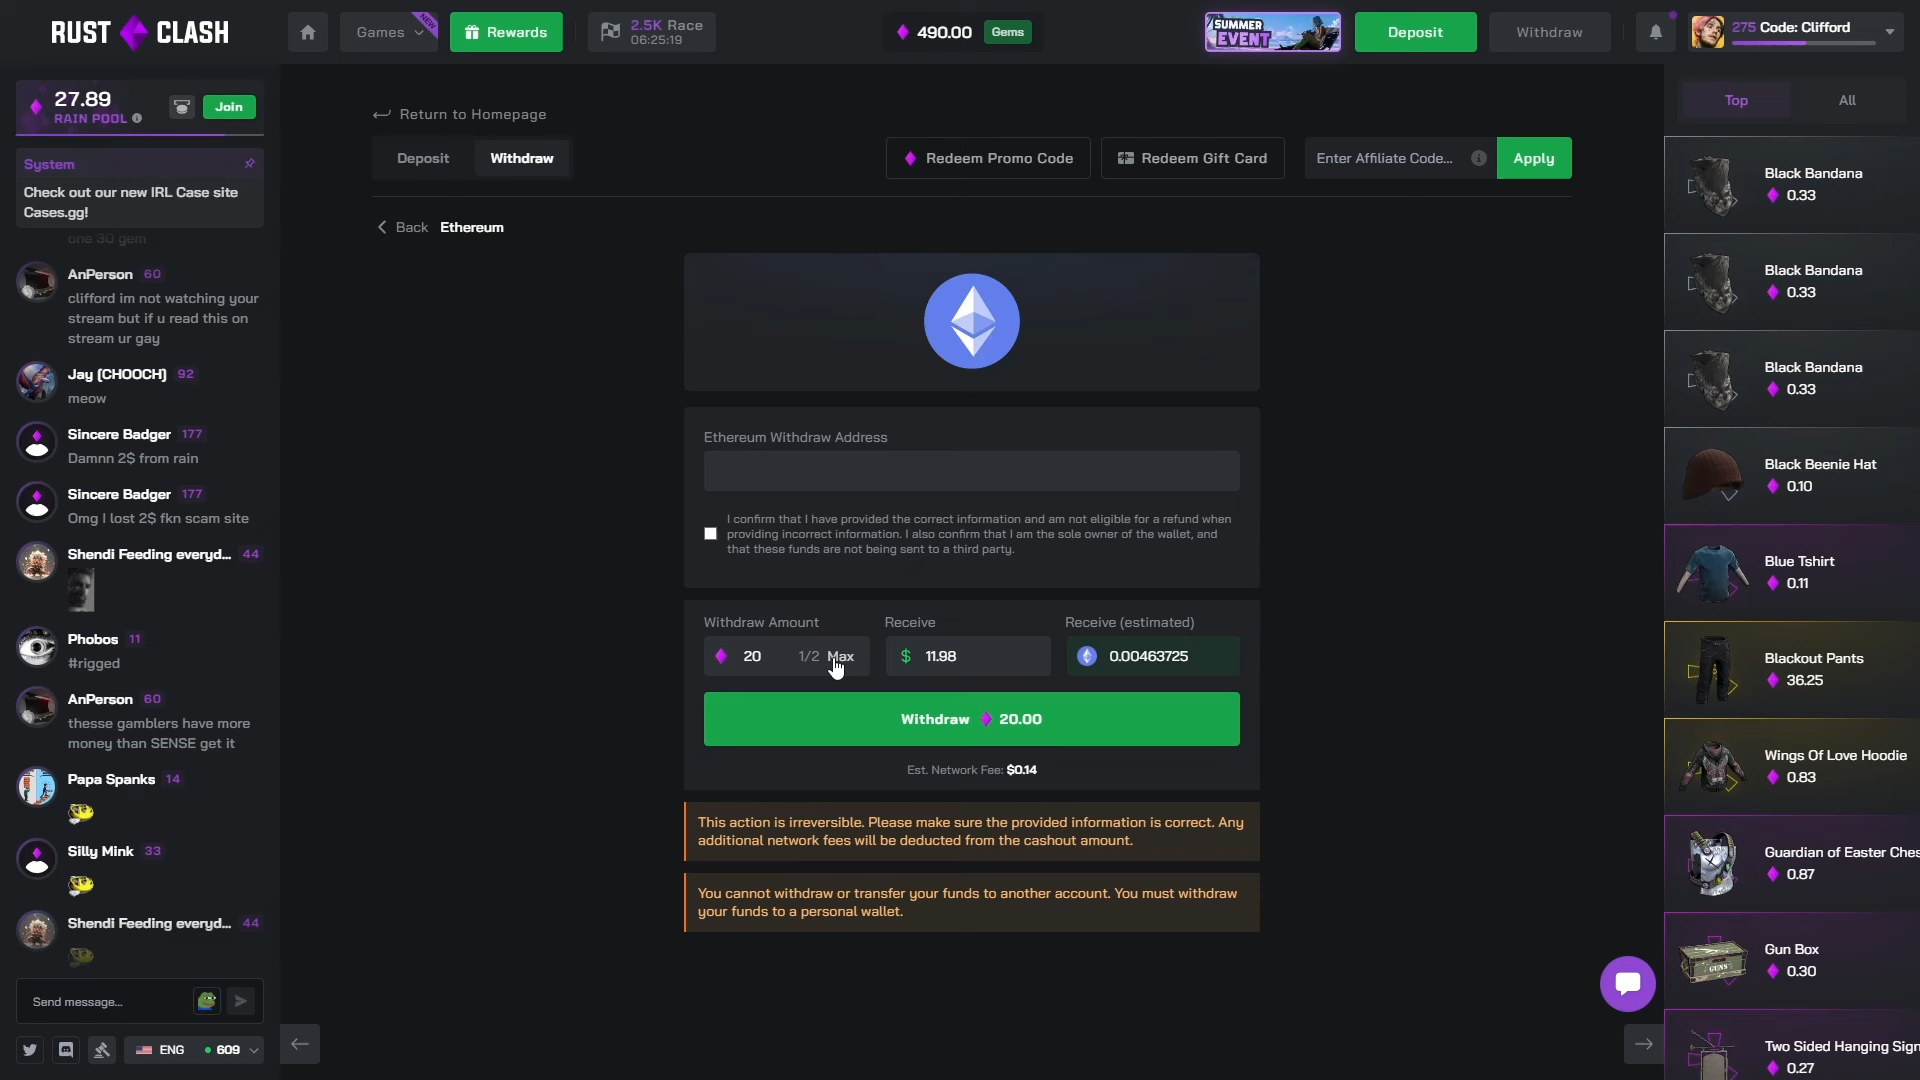 RUST CLASH
Games
NEW
Rewards
2.5K Race
06:25:19
490.00
Gems
SUMMER
EVENT
Deposit
Withdraw
275 Code: Clifford
27.89
RAIN POOL
Join
System
Check out our new IRL Case site
Cases.gg!
one 30 gem
AnPerson 60
clifford im not watching your
stream but if u read this on
stream ur gay
Jay (CHOOCH) 92
meow
Sincere Badger 177
Damnn 2$ from rain
Sincere Badger 177
Omg I lost 2$ fkn scam site
Shendi Feeding everyd... 44
Phobos 11
#rigged
AnPerson 60
thesse gamblers have more
money than SENSE get it
Papa Spanks 14
Silly Mink 33
Shendi Feeding everyd... 44
Send message...
ENG
609
Return to Homepage
Deposit
Withdraw
Redeem Promo Code
Redeem Gift Card
Enter Affiliate Code...
Apply
Back
Ethereum
Ethereum Withdraw Address
I confirm that I have provided the correct information and am not eligible for a refund when
providing incorrect information. I also confirm that I am the sole owner of the wallet, and
that these funds are not being sent to a third party.
Withdraw Amount
Receive
Receive (estimated)
20
1/2
Max
$ 11.98
0.00463725
Withdraw 20.00
Est. Network Fee: $0.14
This action is irreversible. Please make sure the provided information is correct. Any
additional network fees will be deducted from the cashout amount.
You cannot withdraw or transfer your funds to another account. You must withdraw
your funds to a personal wallet.
Top
All
Black Bandana
0.33
Black Bandana
0.33
Black Bandana
0.33
Black Beenie Hat
0.10
Blue Tshirt
0.11
Blackout Pants
36.25
Wings Of Love Hoodie
0.83
Guardian of Easter Ches
0.87
GUNS
Gun Box
0.30
Two Sided Hanging Sign
0.27